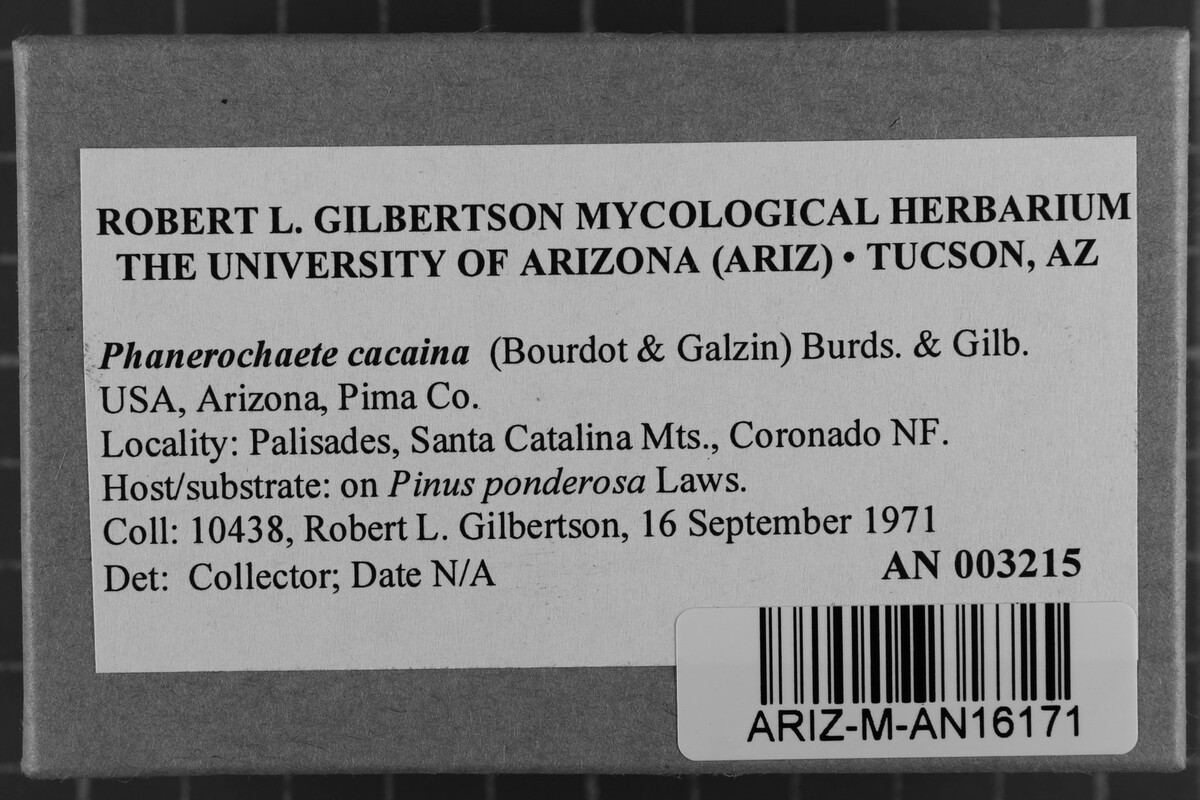 ROBERT L. GILBERTSON MYCOLOGICAL HERBARIUM
THE UNIVERSITY OF ARIZONA (ARIZ) • TUCSON, AZ
Phanerochaete cacaina (Bourdot & Galzin) Burds. & Gilb.
USA, Arizona, Pima Co.
Locality: Palisades, Santa Catalina Mts., Coronado NF.
Host/substrate: on Pinus ponderosa Laws.
Coll: 10438, Robert L. Gilbertson, 16 September 1971
Det: Collector; Date N/A
AN 003215
ARIZ-M-AN16171